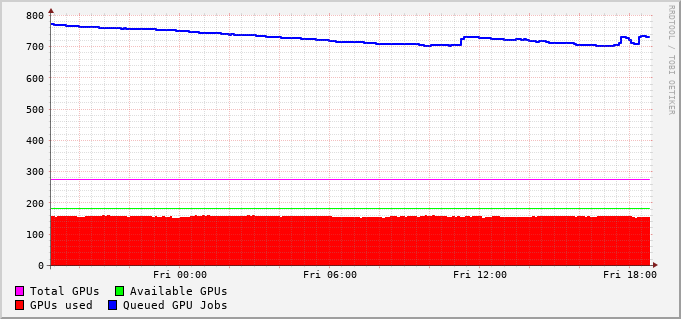 800
700
600
500
400
300
200
100
0
Fri 00:00 Fri 06:00 Fri 12:00 Fri 18:00
Total GPUs Available GPUs
GPUs used Queued GPU Jobs
RRDTOOL / TOBI OETIKER